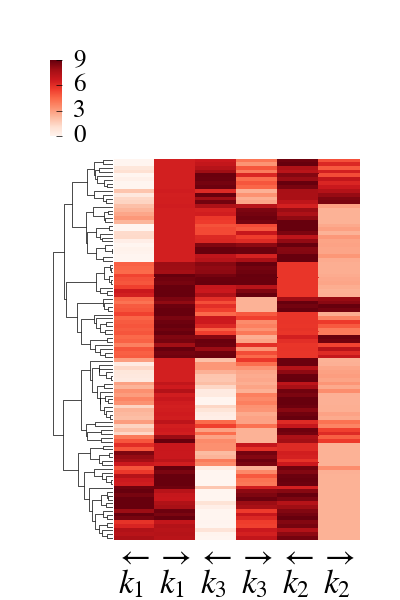 9
6
3
0
← → ← → ← →
k₁ k₁ k₃ k₃ k₂ k₂